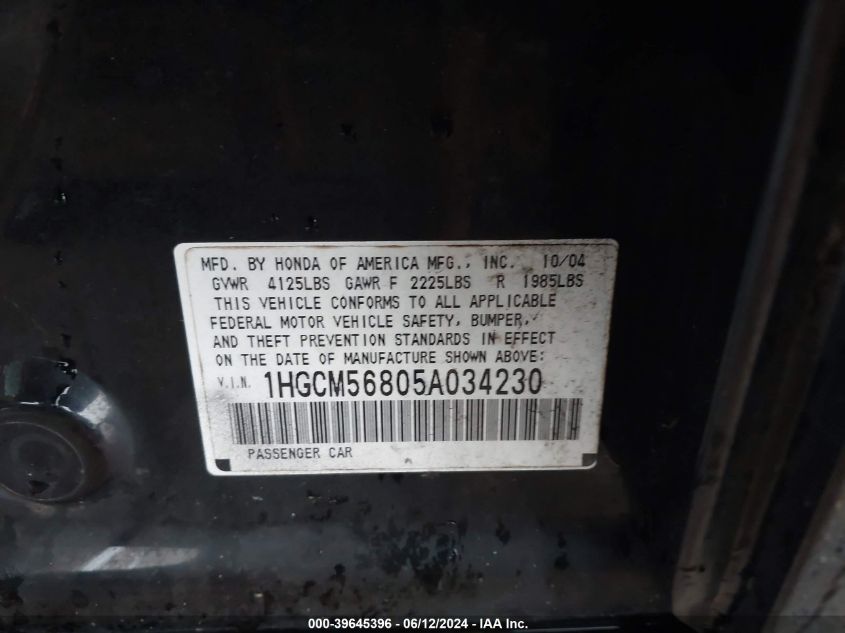 MFD. BY HONDA OF AMERICA MFG., INC. 10/04
GVWR 4125LBS GAWR F 2225LBS R 1985LBS
THIS VEHICLE CONFORMS TO ALL APPLICABLE
FEDERAL MOTOR VEHICLE SAFETY, BUMPER,
AND THEFT PREVENTION STANDARDS IN EFFECT
ON THE DATE OF MANUFACTURE SHOWN ABOVE:
V.I.N. 1HGCM56805A034230
PASSENGER CAR
000-39645396 - 06/12/2024 - IAA Inc.